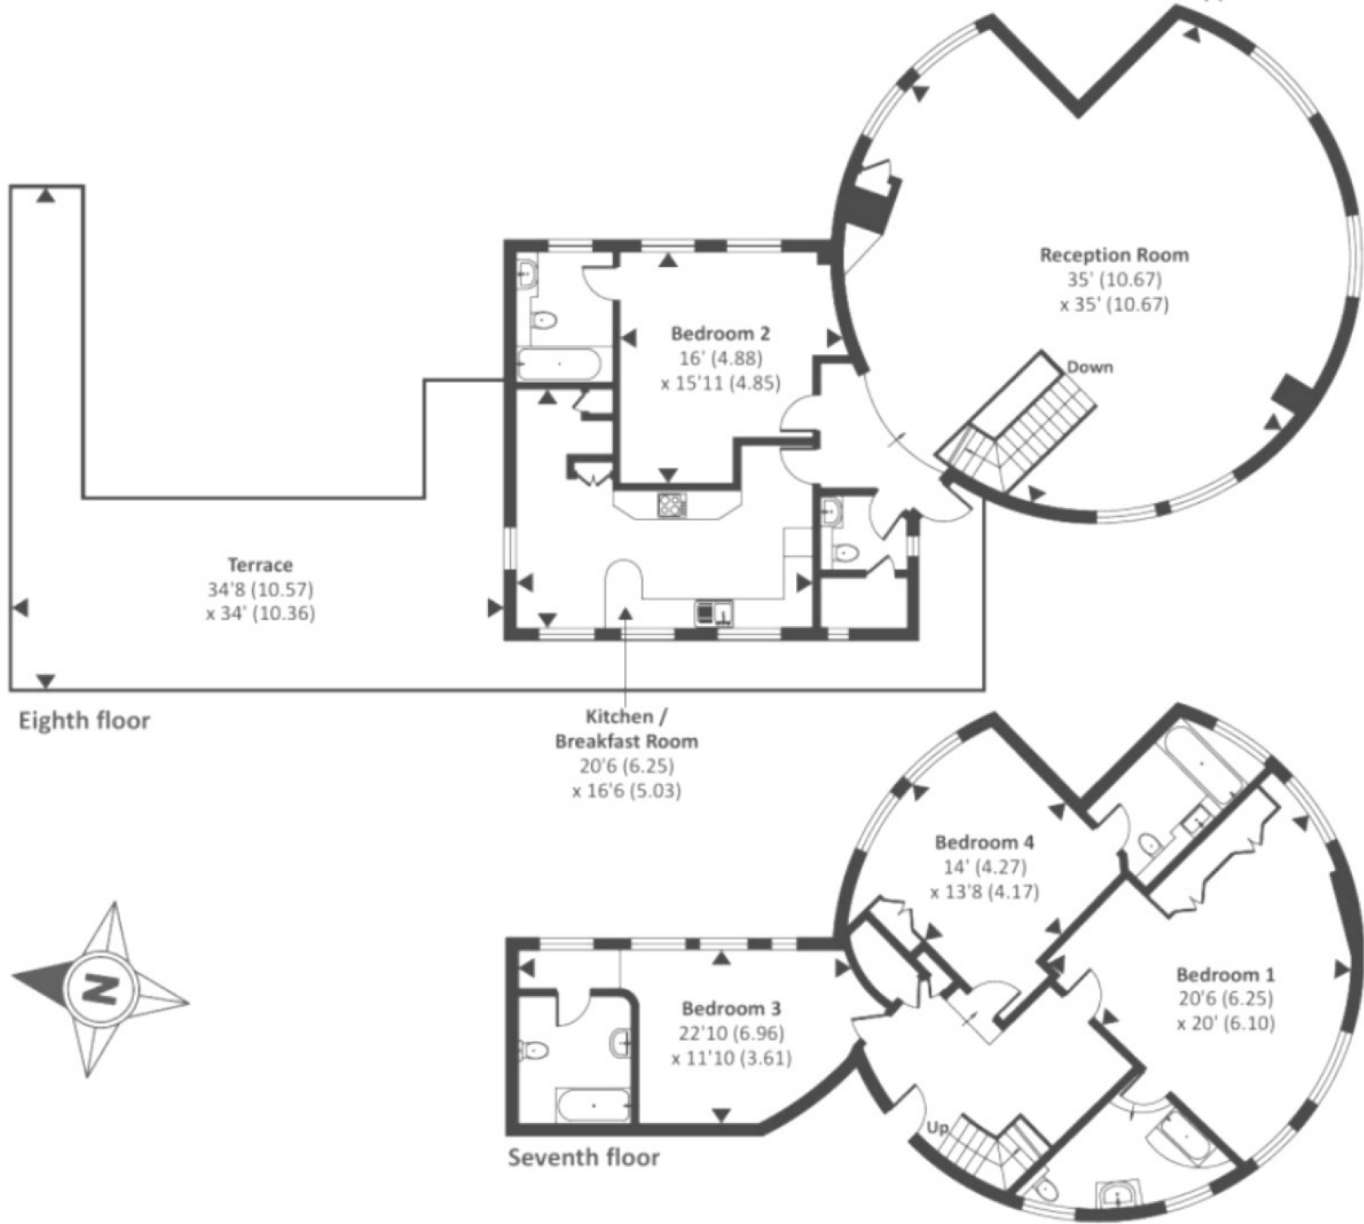 Reception Room
35' (10.67)
x 35' (10.67)
Bedroom 2
16' (4.88)
x 15'11 (4.85)
Down
Terrace
34'8 (10.57)
x 34' (10.36)
Eighth floor
Kitchen /
Breakfast Room
20'6 (6.25)
x 16'6 (5.03)
Bedroom 4
14' (4.27)
x 13'8 (4.17)
N
Bedroom 1
20'6 (6.25)
x 20' (6.10)
Bedroom 3
22'10 (6.96)
x 11'10 (3.61)
Up
Seventh floor